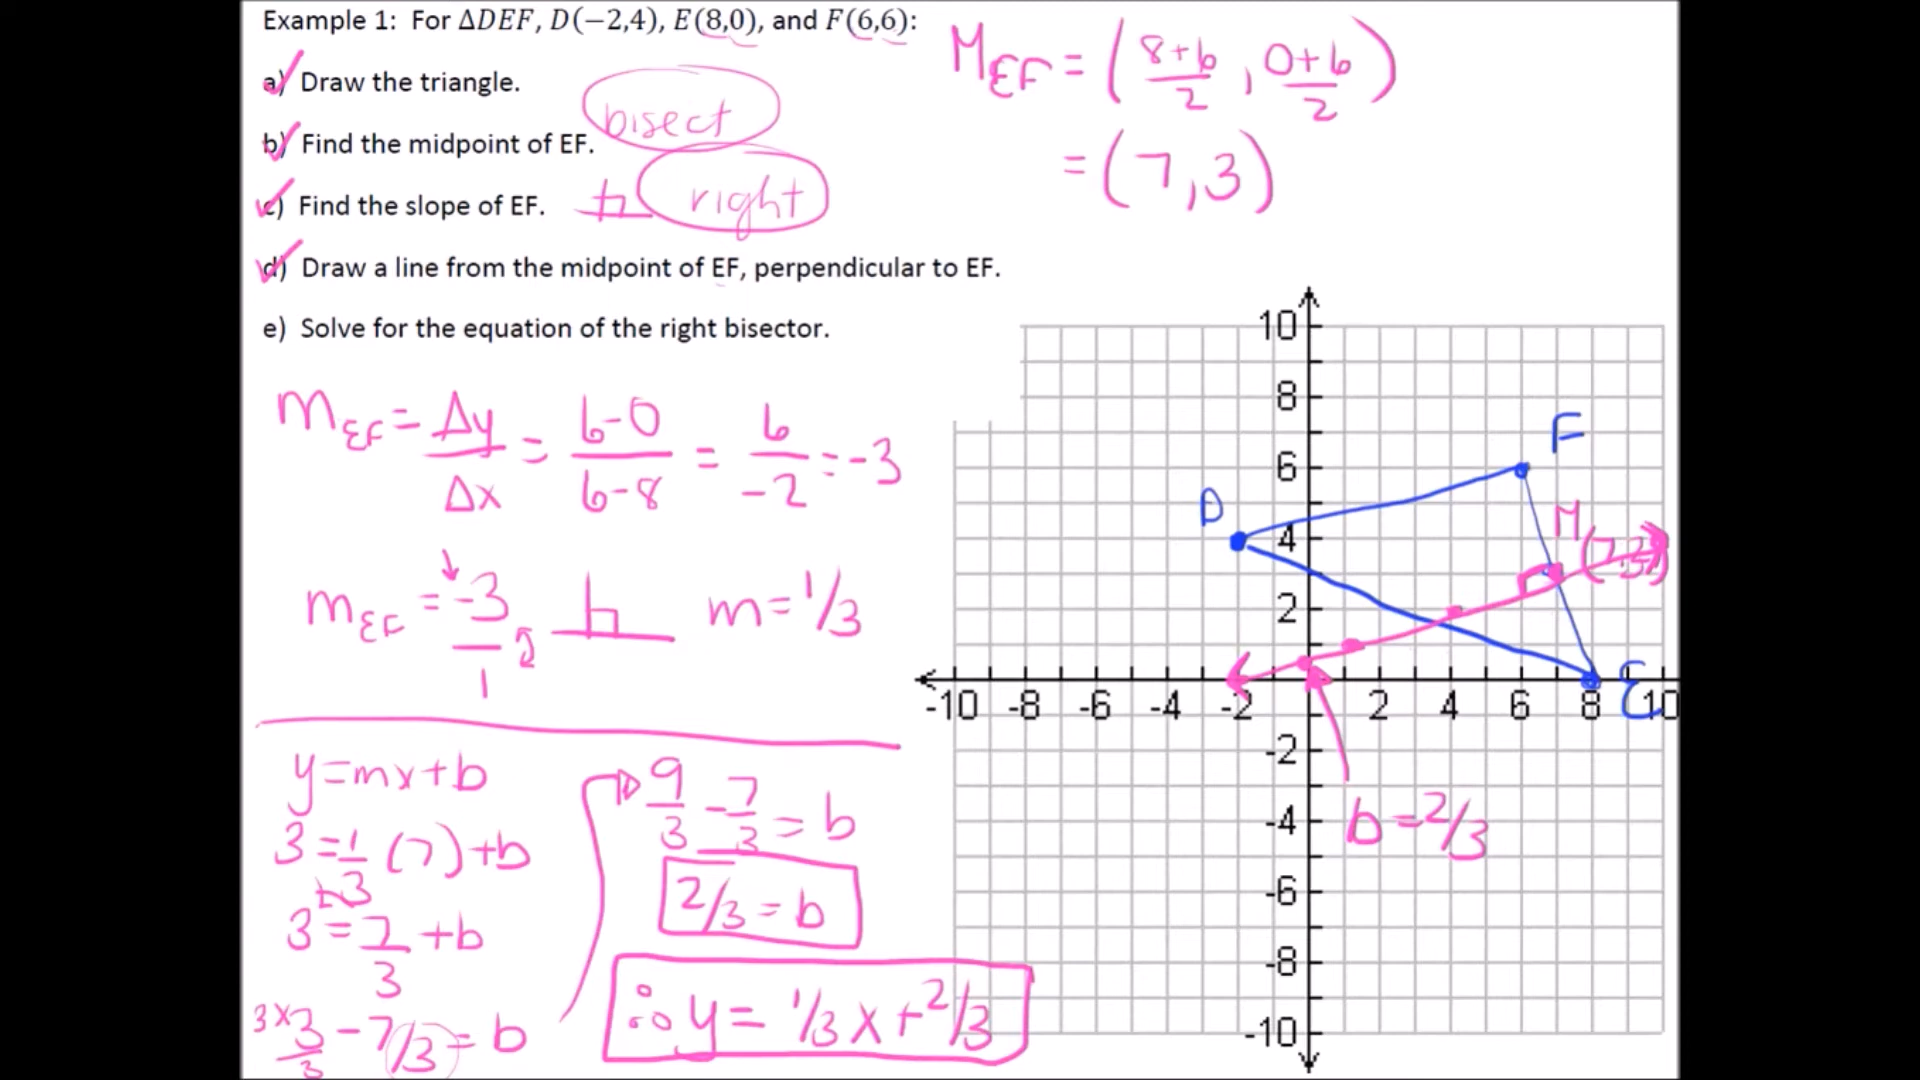 Example 1: For ΔDEF, D(−2,4), E(8,0), and F(6,6):
a) Draw the triangle.
b) Find the midpoint of EF.
c) Find the slope of EF.
d) Draw a line from the midpoint of EF, perpendicular to EF.
e) Solve for the equation of the right bisector.
bisect
right
M_EF = (8+6/2, 0+6/2)
= (7,3)
m_EF = Δy/Δx = 6-0/6-8 = 6/-2 = -3
m_EF = -3/1 m = 1/3
y=mx+b
3 = 1/3 (7)+b
3 = 7/3 +b
3× 3/3 - 7/3 = b
9/3 - 7/3 = b
2/3 = b
∴ y = 1/3 x + 2/3
10
8
F
6
D
4
M (7,3)
2
-10 -8 -6 -4 -2 2 4 6 8 E 10
-2
-4
b = 2/3
-6
-8
-10